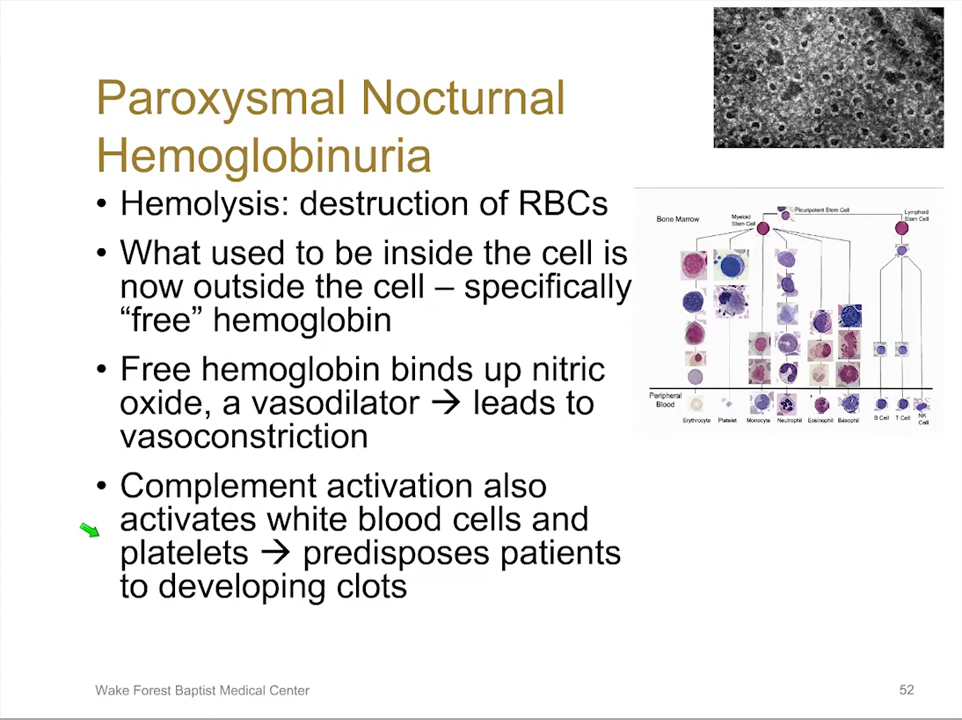 Paroxysmal Nocturnal
Hemoglobinuria
• Hemolysis: destruction of RBCs
• What used to be inside the cell is
now outside the cell – specifically
“free” hemoglobin
• Free hemoglobin binds up nitric
oxide, a vasodilator → leads to
vasoconstriction
• Complement activation also
activates white blood cells and
platelets → predisposes patients
to developing clots
Bone Marrow
Myeloid
Stem Cell
Pluripotent Stem Cell
Lymphoid
Stem Cell
Peripheral
Blood
Erythrocyte Platelet Monocyte Neutrophil Eosinophil Basophil B Cell T Cell NK
Cell
Wake Forest Baptist Medical Center
52